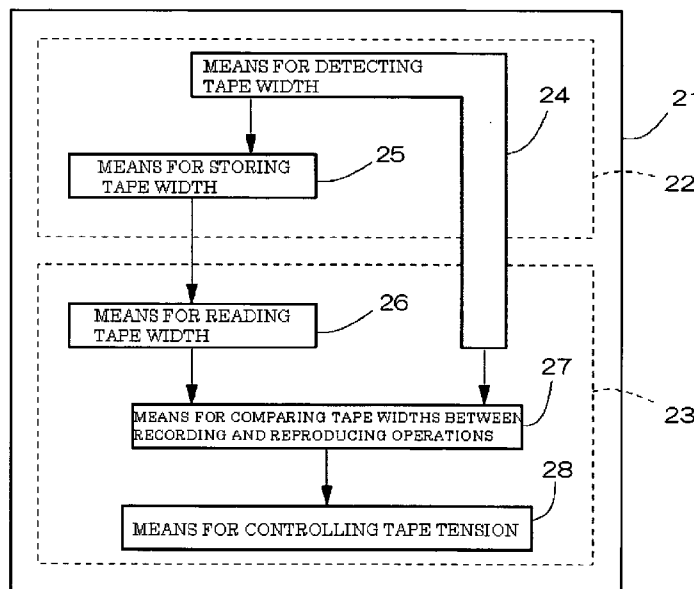 MEANS FOR DETECTING
TAPE WIDTH
24
21
25
MEANS FOR STORING
TAPE WIDTH
22
26
MEANS FOR READING
TAPE WIDTH
27
MEANS FOR COMPARING TAPE WIDTHS BETWEEN
RECORDING AND REPRODUCING OPERATIONS
23
28
MEANS FOR CONTROLLING TAPE TENSION